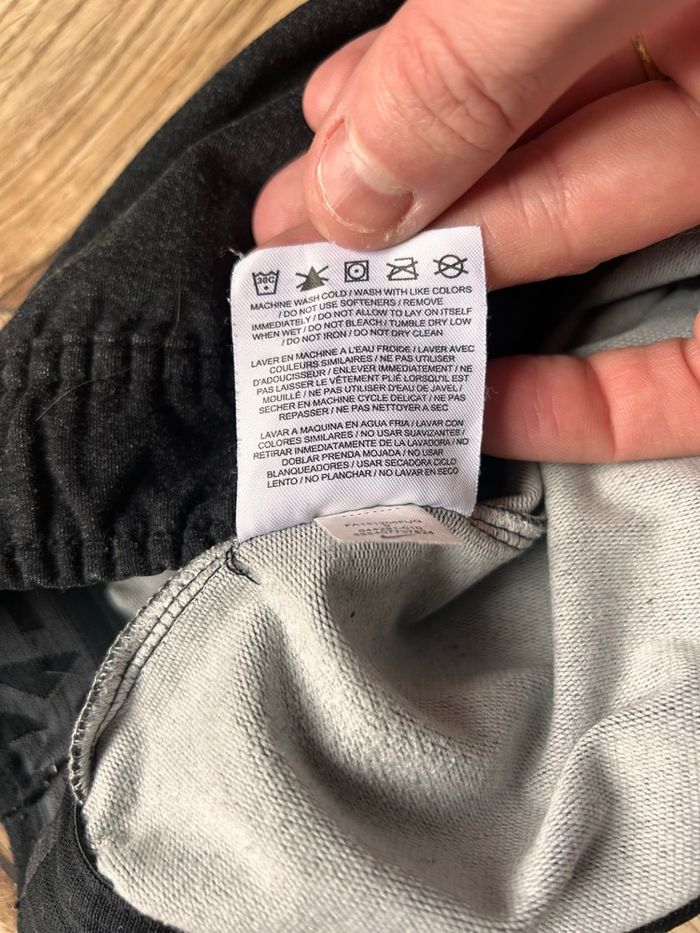 30C
MACHINE WASH COLD / WASH WITH LIKE COLORS
/ DO NOT USE SOFTENERS / REMOVE
IMMEDIATELY / DO NOT ALLOW TO LAY ON ITSELF
WHEN WET / DO NOT BLEACH / TUMBLE DRY LOW
/ DO NOT IRON / DO NOT DRY CLEAN
LAVER EN MACHINE A L'EAU FROIDE / LAVER AVEC
COULEURS SIMILAIRES / NE PAS UTILISER
D'ADOUCISSEUR / ENLEVER IMMEDIATEMENT / NE
PAS LAISSER LE VÊTEMENT PLIÉ LORSQU'IL EST
MOUILLÉ / NE PAS UTILISER D'EAU DE JAVEL /
SECHER EN MACHINE CYCLE DELICAT / NE PAS
REPASSER / NE PAS NETTOYER A SEC
LAVAR A MAQUINA EN AGUA FRIA / LAVAR CON
COLORES SIMILARES / NO USAR SUAVIZANTES / NO
RETIRAR INMEDIATAMENTE DE LA LAVADORA / NO
DOBLAR PRENDA MOJADA / NO USAR
BLANQUEADORES / USAR SECADORA CICLO
LENTO / NO PLANCHAR / NO LAVAR EN SECO